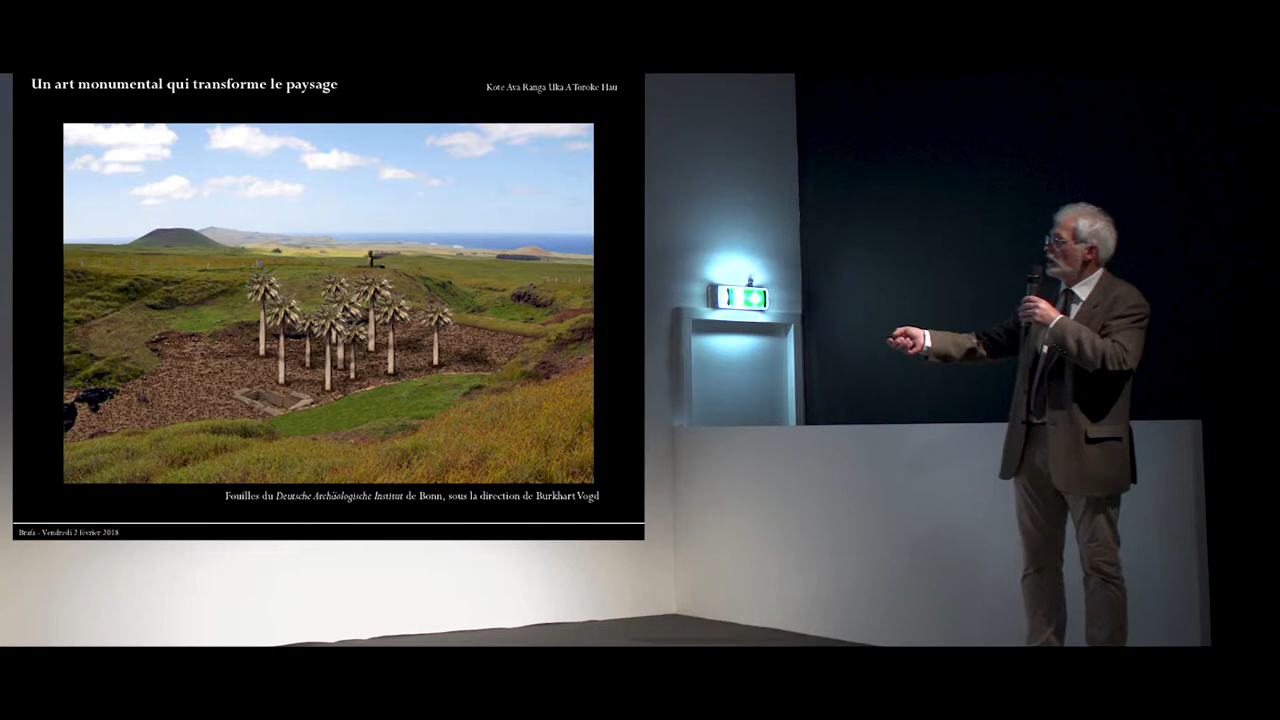 Un art monumental qui transforme le paysage
Kote Ava Ranga Uka A Toroke Hau
Fouilles du Deutsche Archäologische Institut de Bonn, sous la direction de Burkhart Vogd
Brafa - Vendredi 2 février 2018